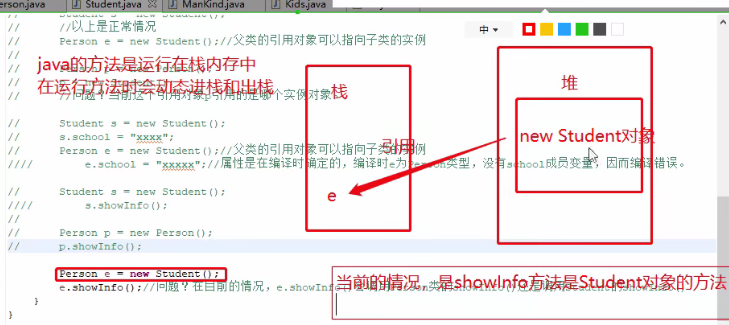 erson.java Student.java ManKind.java Kids.java
// Student s = new Student();
// //以上是正常情况
// Person e = new Student();//父类的引用对象可以指向子类的实例
//
java的方法是运行在栈内存中
在运行方法时会动态进栈和出栈
// //问题?当前这个引用对象p引用的是哪个实例对象
// Student s = new Student();
// s.school = "xxxx";
// Person e = new Student();//父类的引用对象可以指向子类的实例
//// e.school = "xxxxx";//属性是在编译时确定的,编译时e为Person类型,没有school成员变量,因而编译错误。
// Student s = new Student();
//// s.showInfo();
//
// Person p = new Person();
// p.showInfo();
Person e = new Student();
e.showInfo();//问题?在目前的情况,e.showInfo()
}
}
中
栈
堆
引用
new Student对象
e
当前的情况,是showInfo方法是Student对象的方法